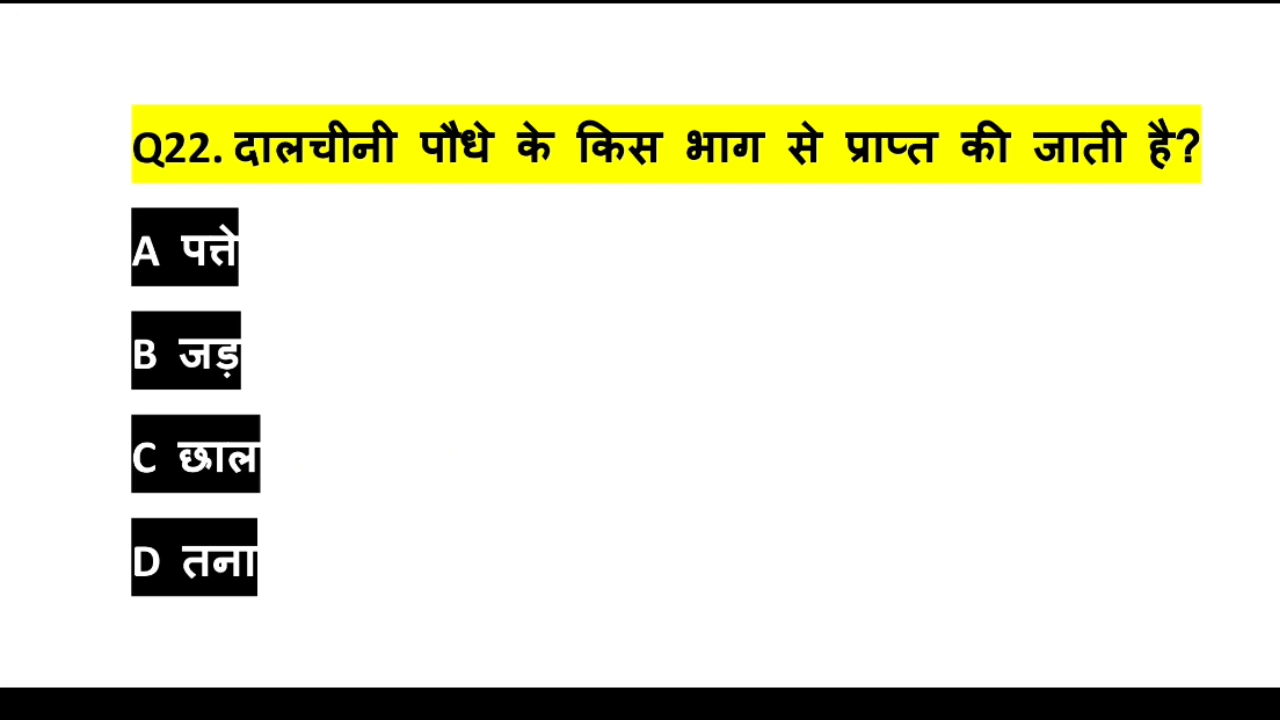 Q22. दालचीनी पौधे के किस भाग से प्राप्त की जाती है?
A पत्ते
B जड़
C छाल
D तना